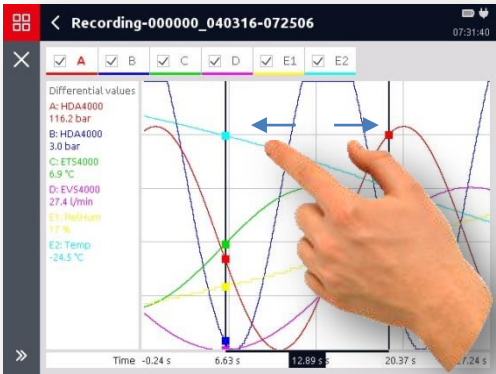 Recording-000000_040316-072506
07:31:40
A B C D E1 E2
Differential values
A: HDA4000
116.2 bar
B: HDA4000
3.0 bar
C: ETS4000
6.9 °C
D: EVS4000
27.4 l/min
E1: RelHum
17 %
E2: Temp
-24.5 °C
Time -0.24 s 6.63 s 12.89 s 20.37 s 7.24 s